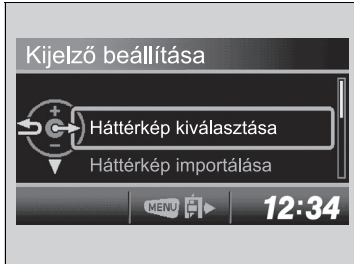 Kijelző beállítása
Háttérkép kiválasztása
Háttérkép importálása
MENU
12:34